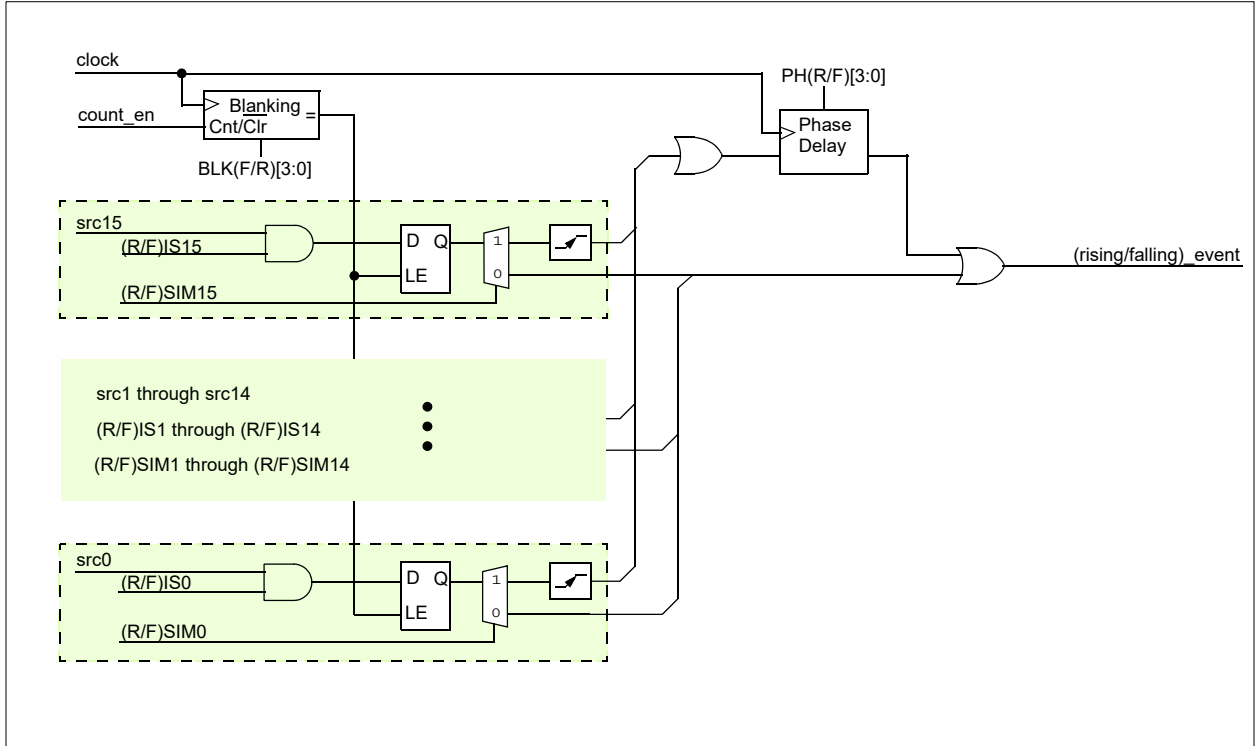 clock
PH(R/F)[3:0]
count_en
Blanking
=
Cnt/Clr
BLK(F/R)[3:0]
Phase
Delay
src15
(R/F)IS15
D Q
1
LE
0
(R/F)SIM15
(rising/falling)_event
src1 through src14
(R/F)IS1 through (R/F)IS14
(R/F)SIM1 through (R/F)SIM14
src0
(R/F)IS0
D Q
1
LE
0
(R/F)SIM0